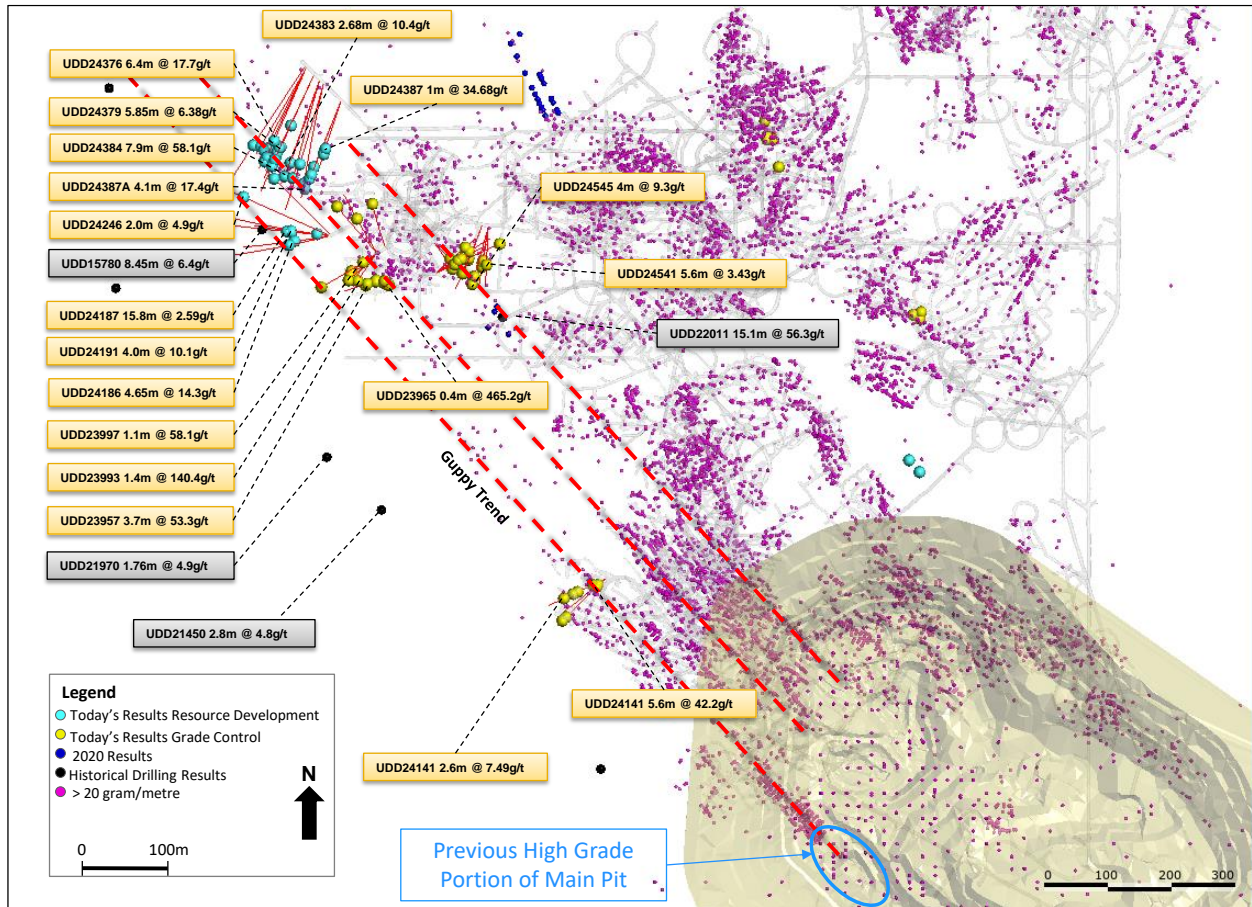 UDD24383 2.68m @ 10.4g/t
UDD24376 6.4m @ 17.7g/t
UDD24387 1m @ 34.68g/t
UDD24379 5.85m @ 6.38g/t
UDD24384 7.9m @ 58.1g/t
UDD24387A 4.1m @ 17.4g/t
UDD24545 4m @ 9.3g/t
UDD24246 2.0m @ 4.9g/t
UDD15780 8.45m @ 6.4g/t
UDD24541 5.6m @ 3.43g/t
UDD24187 15.8m @ 2.59g/t
UDD22011 15.1m @ 56.3g/t
UDD24191 4.0m @ 10.1g/t
UDD24186 4.65m @ 14.3g/t
UDD23965 0.4m @ 465.2g/t
UDD23997 1.1m @ 58.1g/t
UDD23993 1.4m @ 140.4g/t
Guppy Trend
UDD23957 3.7m @ 53.3g/t
UDD21970 1.76m @ 4.9g/t
UDD21450 2.8m @ 4.8g/t
UDD24141 5.6m @ 42.2g/t
UDD24141 2.6m @ 7.49g/t
Legend
Today's Results Resource Development
Today's Results Grade Control
2020 Results
Historical Drilling Results
> 20 gram/metre
N
0 100m
Previous High Grade
Portion of Main Pit
0 100 200 300